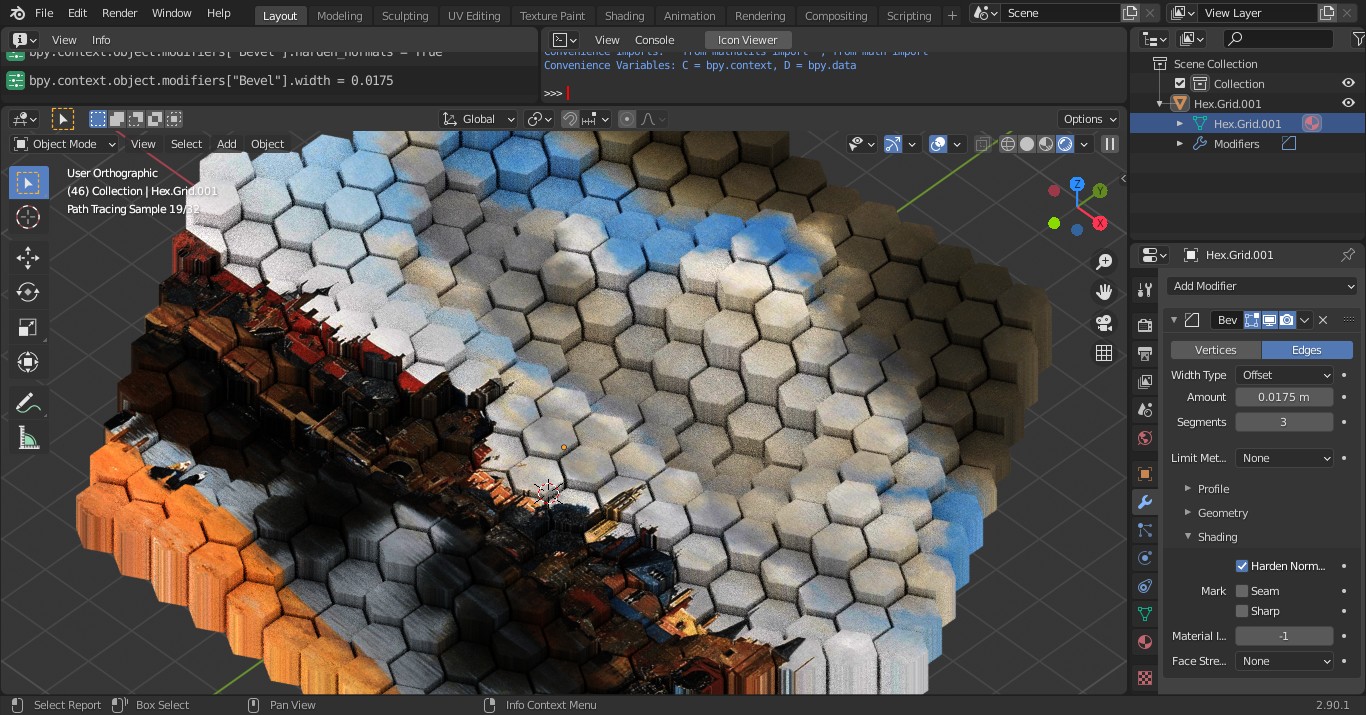 File Edit Render Window Help Layout Modeling Sculpting UV Editing Texture Paint Shading Animation Rendering Compositing Scripting + Scene View Layer
View Info
bpy.context.object.modifiers["Bevel"].harden_normals = True
bpy.context.object.modifiers["Bevel"].width = 0.0175
View Console Icon Viewer
Convenience Imports: from mathutils import *; from math import *
Convenience Variables: C = bpy.context, D = bpy.data
>>>
Global Options
Object Mode View Select Add Object
User Orthographic
(46) Collection | Hex.Grid.001
Path Tracing Sample 19/32
Z
Y
X
Scene Collection
Collection
Hex.Grid.001
Hex.Grid.001
Modifiers
Hex.Grid.001
Add Modifier
Bev
Vertices Edges
Width Type Offset
Amount 0.0175 m
Segments 3
Limit Met... None
Profile
Geometry
Shading
Harden Norm...
Mark Seam
Sharp
Material I... -1
Face Stre... None
Select Report Box Select Pan View Info Context Menu 2.90.1